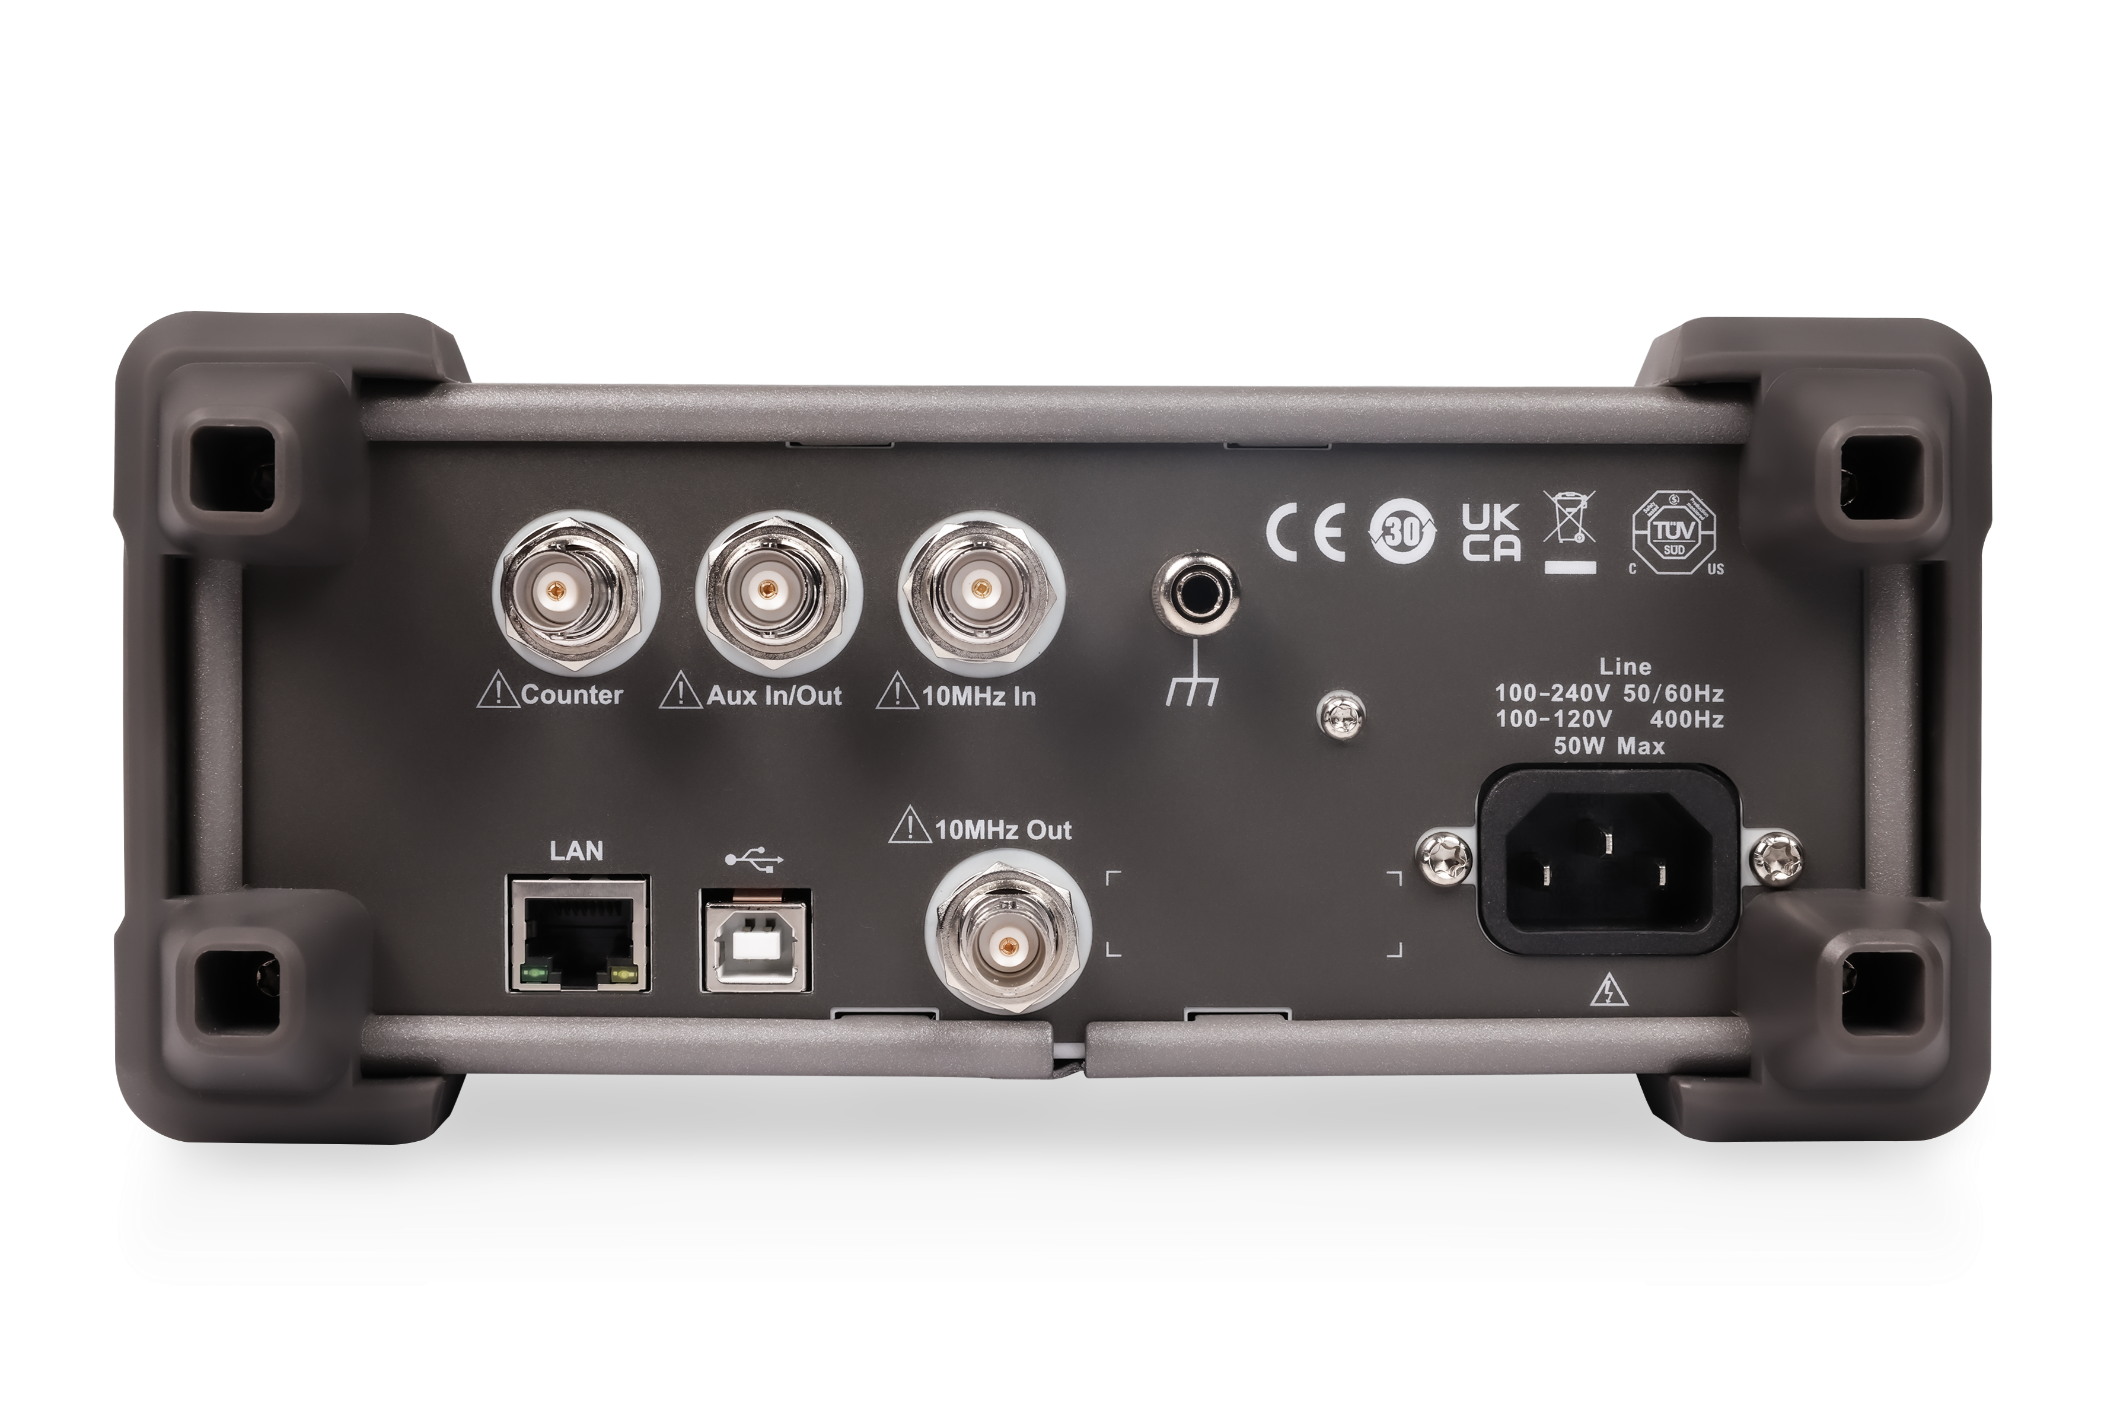 CE
30
UK
CA
TÜV
SÜD
C US
Counter
Aux In/Out
10MHz In
Line
100-240V 50/60Hz
100-120V 400Hz
50W Max
10MHz Out
LAN